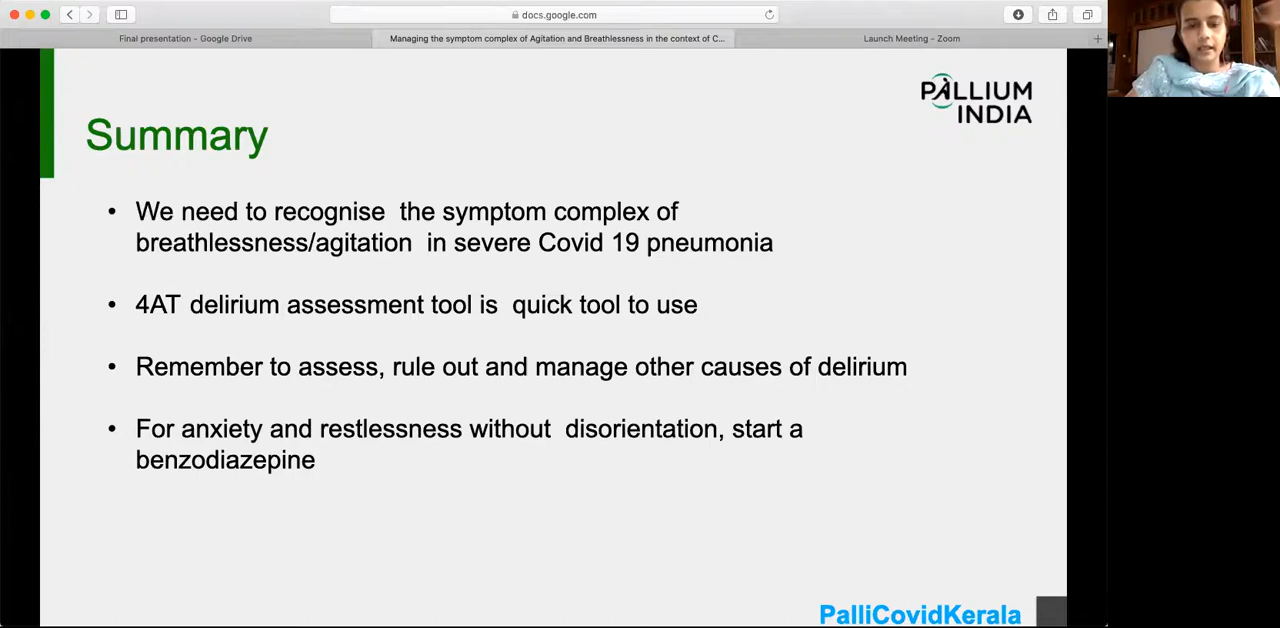 docs.google.com
Final presentation - Google Drive
Managing the symptom complex of Agitation and Breathlessness in the context of C...
Launch Meeting - Zoom
PALLIUM
INDIA
Summary
• We need to recognise the symptom complex of
breathlessness/agitation in severe Covid 19 pneumonia
• 4AT delirium assessment tool is quick tool to use
• Remember to assess, rule out and manage other causes of delirium
• For anxiety and restlessness without disorientation, start a
benzodiazepine
PalliCovidKerala